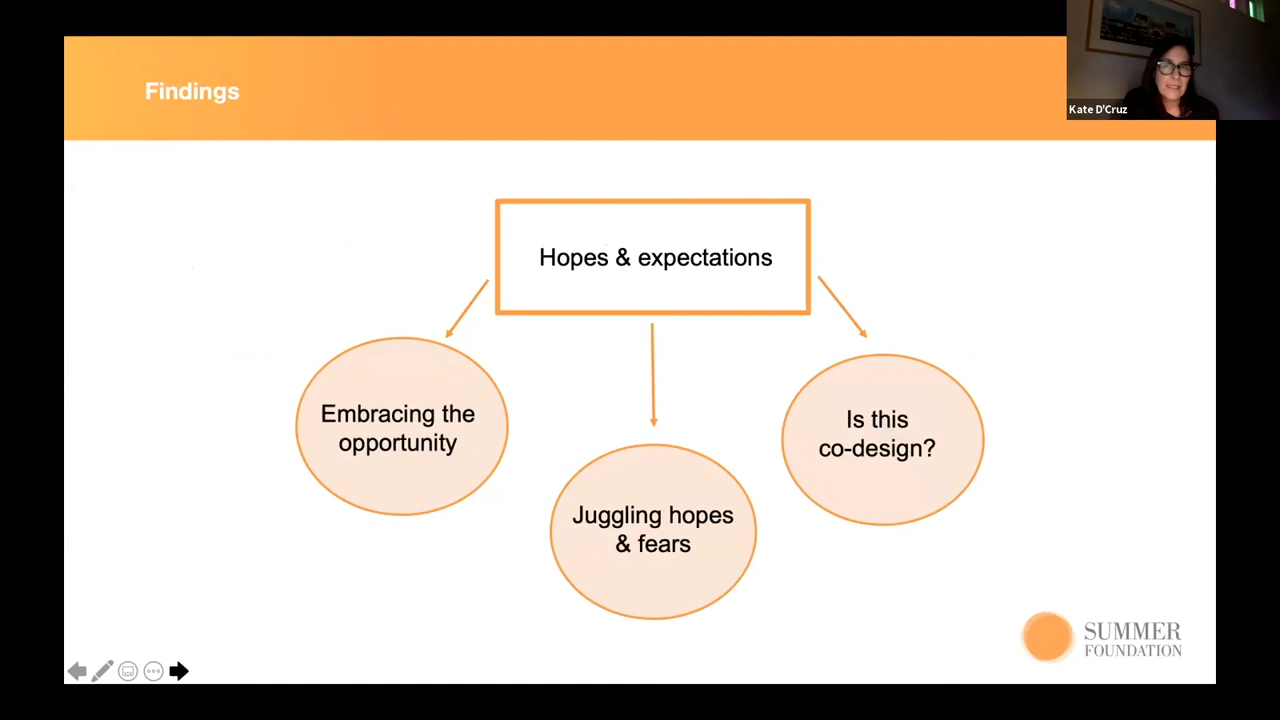 Findings
Kate D'Cruz
Hopes & expectations
Embracing the
opportunity
Juggling hopes
& fears
Is this
co-design?
SUMMER
FOUNDATION